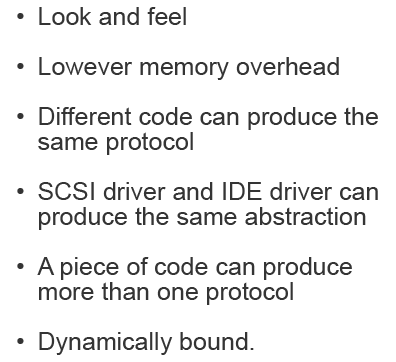 • Look and feel
• Lowever memory overhead
• Different code can produce the
same protocol
• SCSI driver and IDE driver can
produce the same abstraction
• A piece of code can produce
more than one protocol
• Dynamically bound.